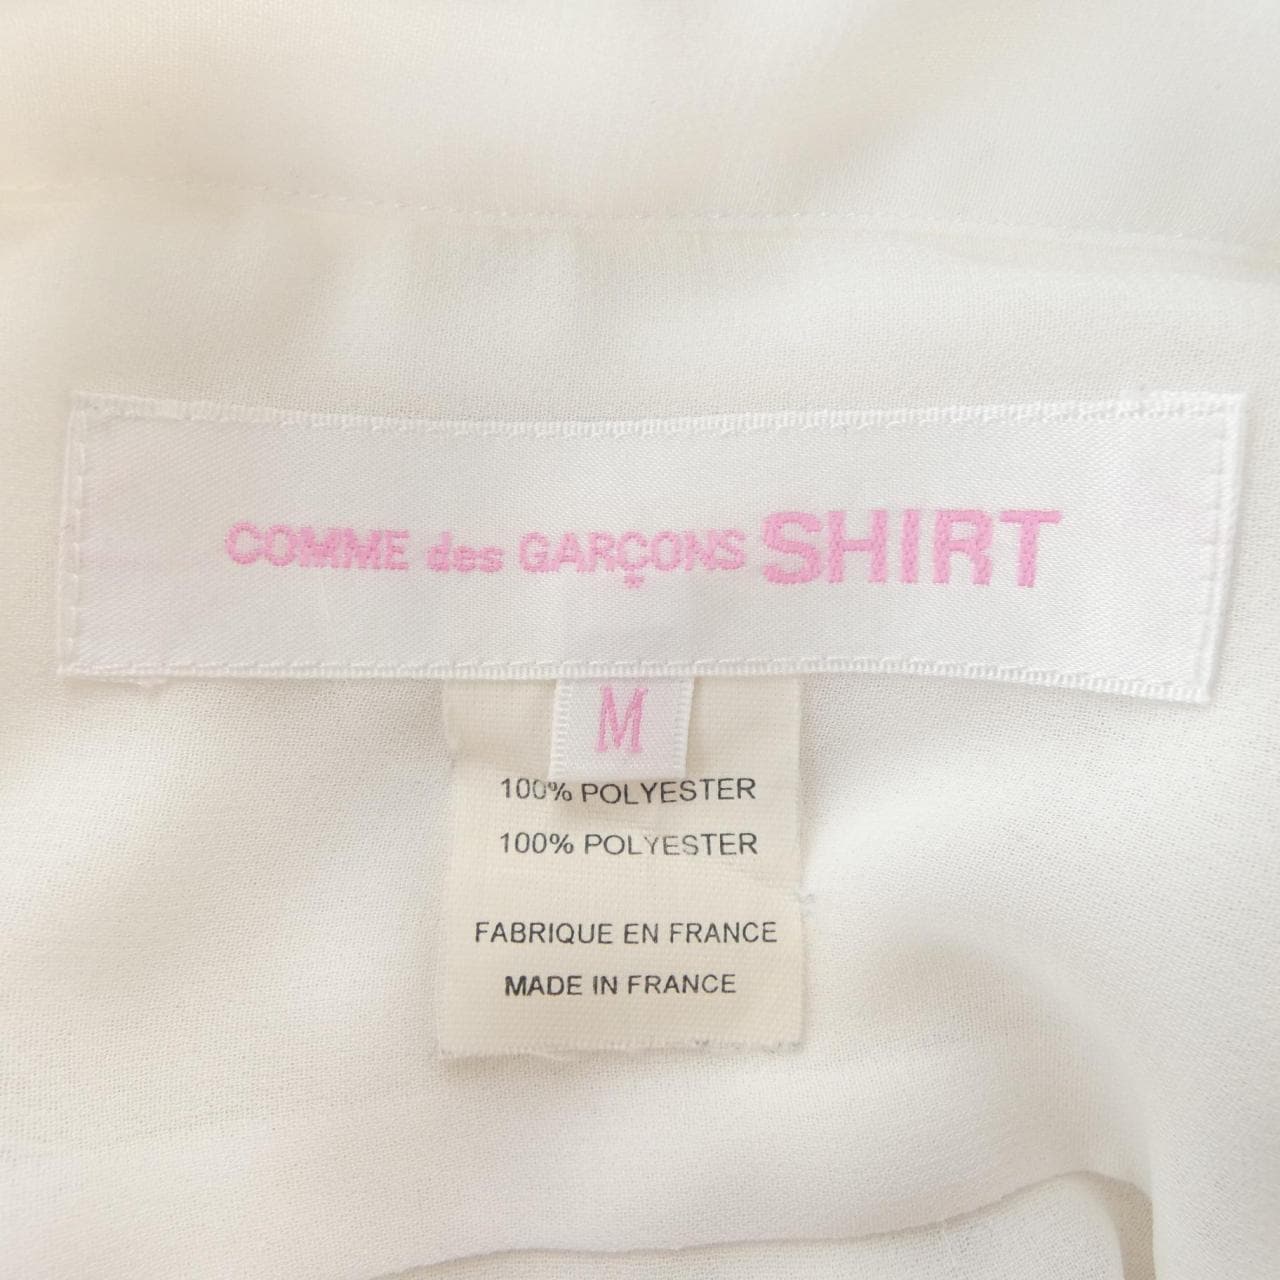 COMME des GARÇONS SHIRT
M
100% POLYESTER
100% POLYESTER
FABRIQUE EN FRANCE
MADE IN FRANCE